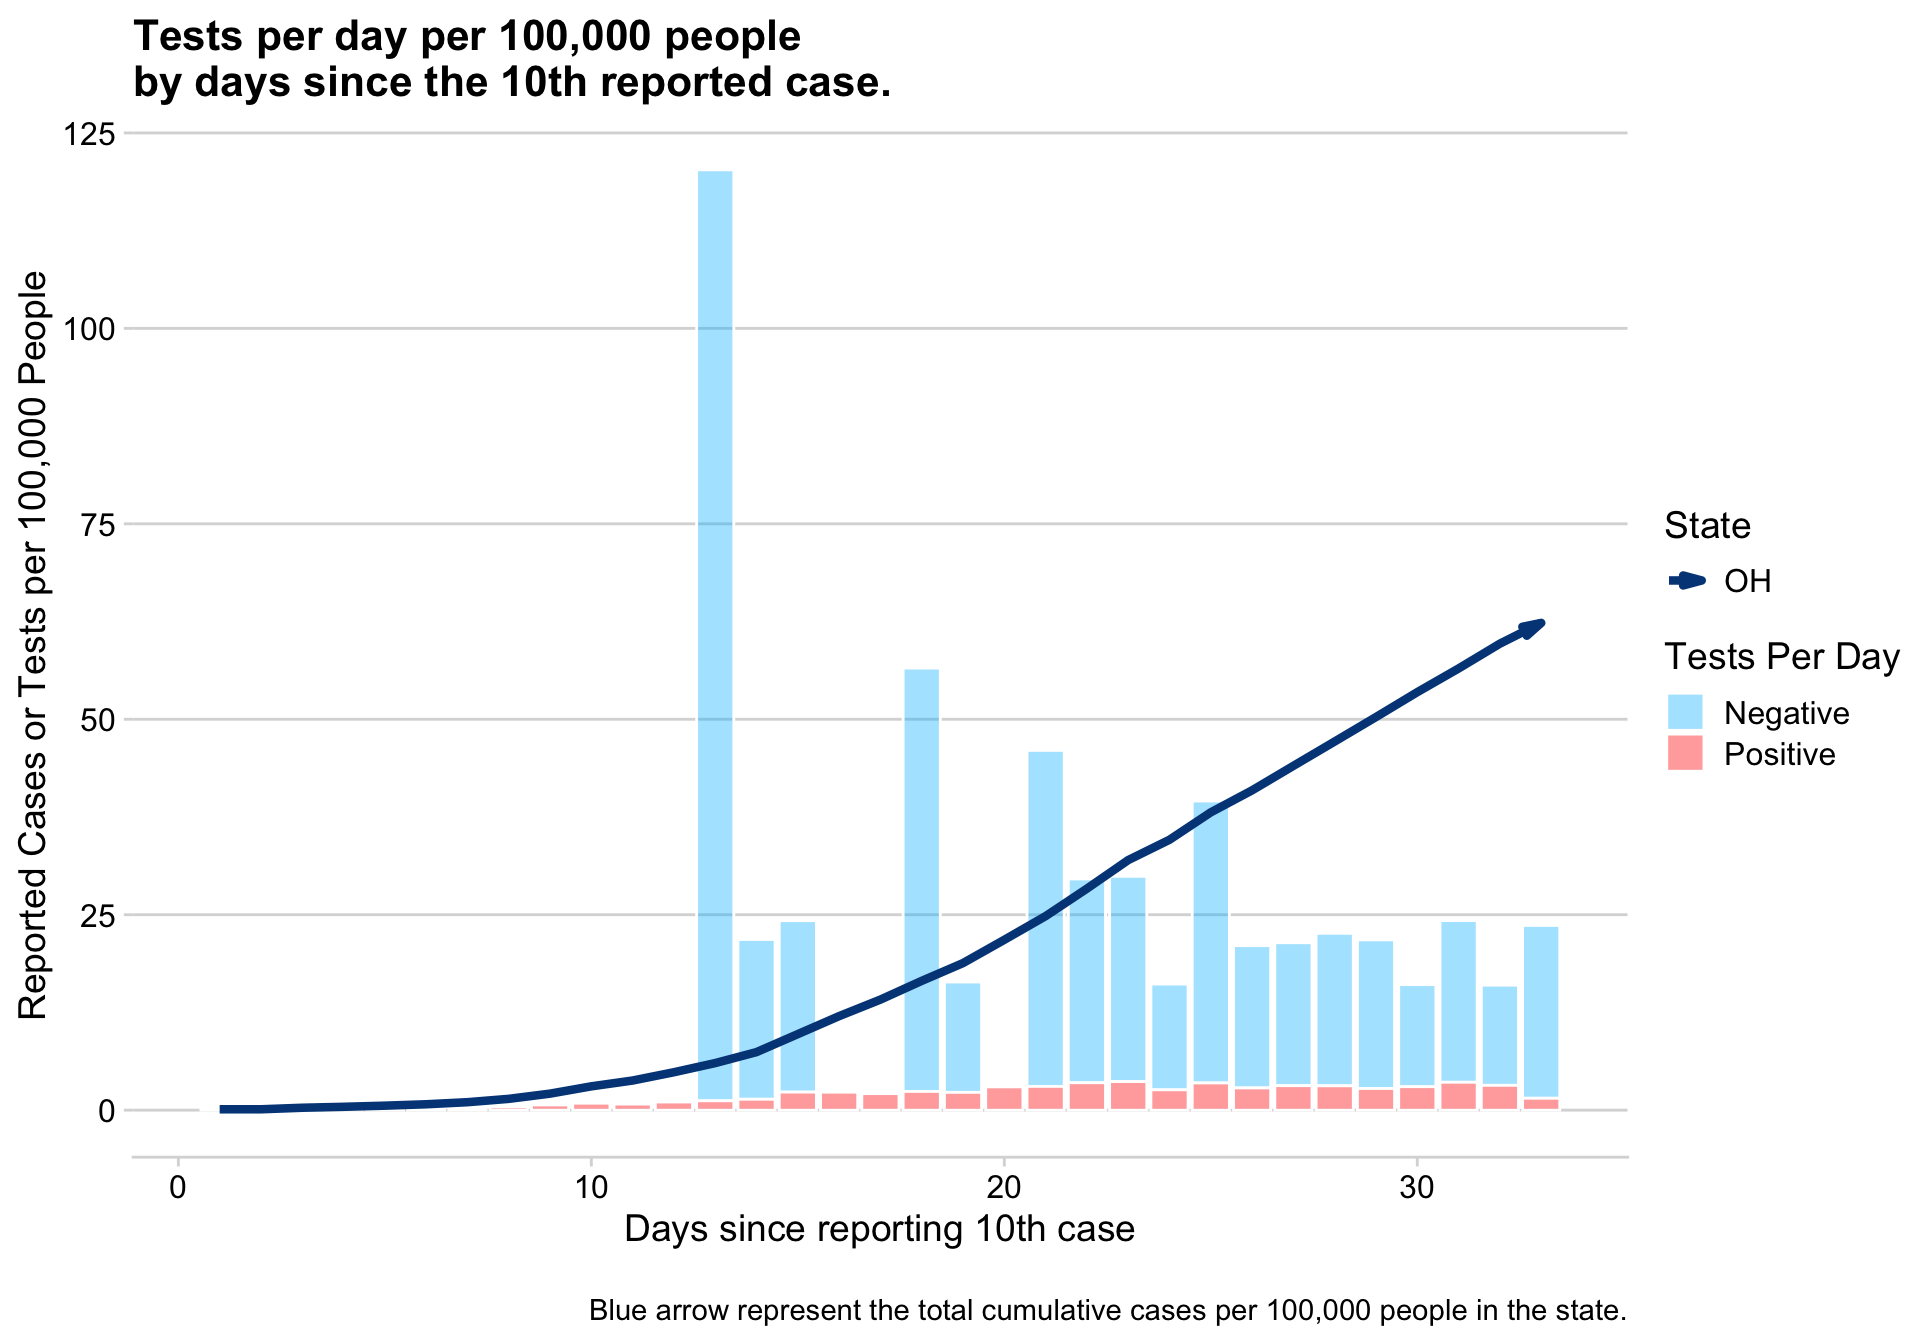 Tests per day per 100,000 people
by days since the 10th reported case.
Reported Cases or Tests per 100,000 People
125
100
75
50
25
0
0
10
20
30
Days since reporting 10th case
State
OH
Tests Per Day
Negative
Positive
Blue arrow represent the total cumulative cases per 100,000 people in the state.